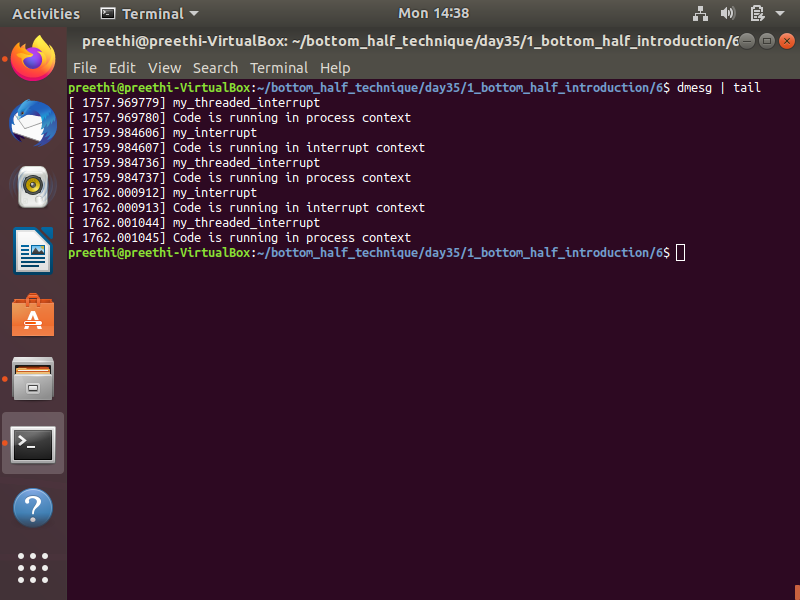 Activities Terminal Mon 14:38
preethi@preethi-VirtualBox: ~/bottom_half_technique/day35/1_bottom_half_introduction/6
File Edit View Search Terminal Help
preethi@preethi-VirtualBox:~/bottom_half_technique/day35/1_bottom_half_introduction/6$ dmesg | tail
[ 1757.969779] my_threaded_interrupt
[ 1757.969780] Code is running in process context
[ 1759.984606] my_interrupt
[ 1759.984607] Code is running in interrupt context
[ 1759.984736] my_threaded_interrupt
[ 1759.984737] Code is running in process context
[ 1762.000912] my_interrupt
[ 1762.000913] Code is running in interrupt context
[ 1762.001044] my_threaded_interrupt
[ 1762.001045] Code is running in process context
preethi@preethi-VirtualBox:~/bottom_half_technique/day35/1_bottom_half_introduction/6$